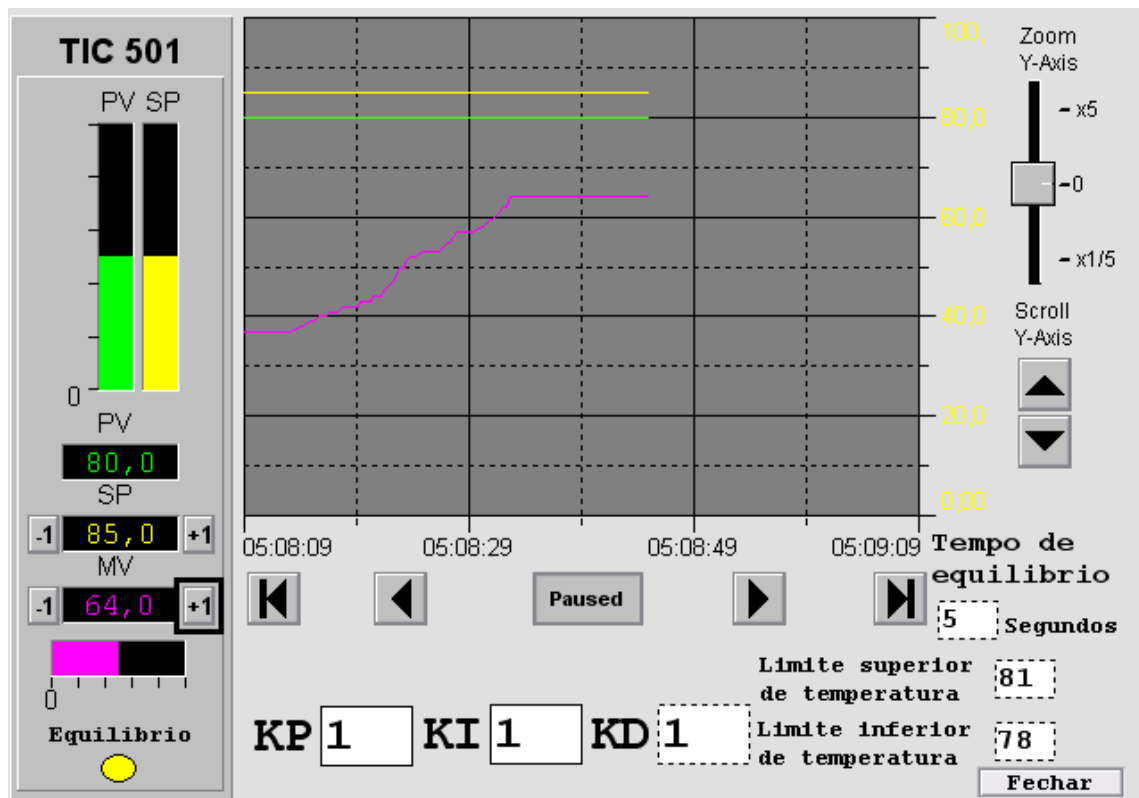 TIC 501
PV SP
0
PV
80,0
SP
-1 85,0 +1
MV
-1 64,0 +1
0
Equilibrio
100,
80,0
60,0
40,0
20,0
0,00
05:08:09 05:08:29 05:08:49 05:09:09
Paused
Zoom
Y-Axis
x5
0
x1/5
Scroll
Y-Axis
Tempo de
equilibrio
5 Segundos
Limite superior
de temperatura
81
Limite inferior
de temperatura
78
KP 1 KI 1 KD 1
Fechar